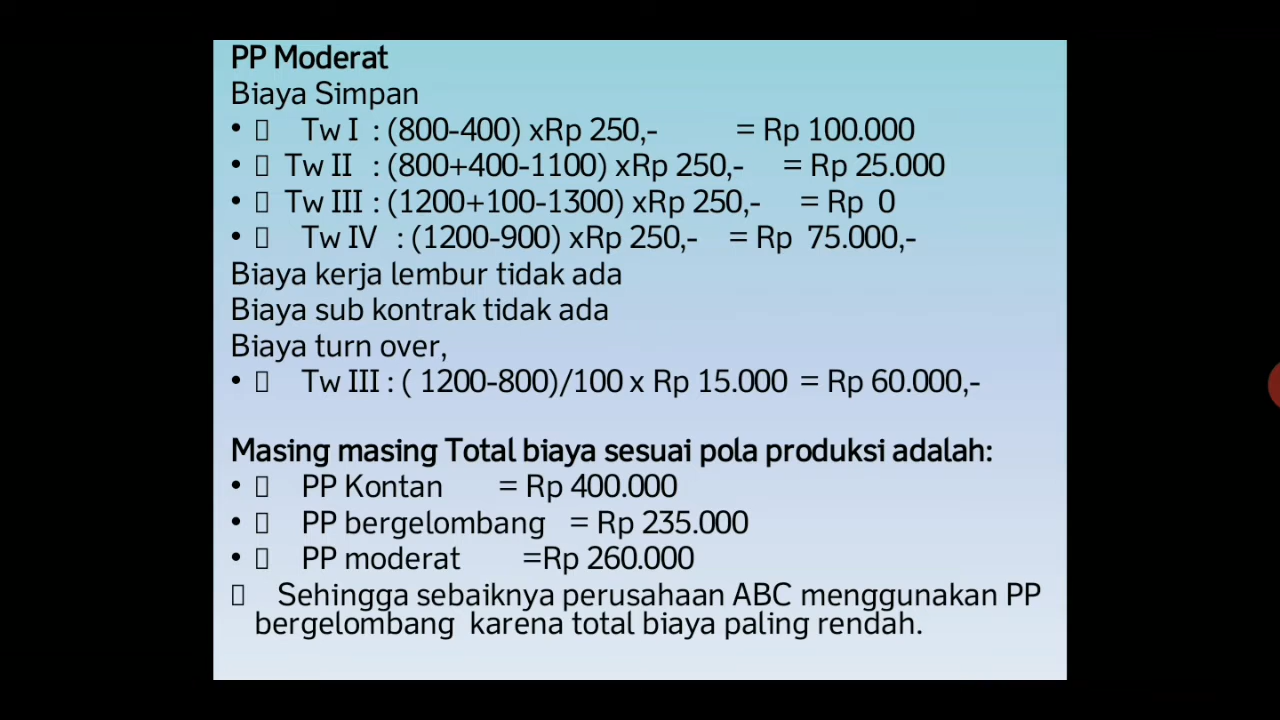 PP Moderat
Biaya Simpan
• Tw I : (800-400) xRp 250,- = Rp 100.000
• Tw II : (800+400-1100) xRp 250,- = Rp 25.000
• Tw III : (1200+100-1300) xRp 250,- = Rp 0
• Tw IV : (1200-900) xRp 250,- = Rp 75.000,-
Biaya kerja lembur tidak ada
Biaya sub kontrak tidak ada
Biaya turn over,
• Tw III : ( 1200-800)/100 x Rp 15.000 = Rp 60.000,-
Masing masing Total biaya sesuai pola produksi adalah:
• PP Kontan = Rp 400.000
• PP bergelombang = Rp 235.000
• PP moderat =Rp 260.000
Sehingga sebaiknya perusahaan ABC menggunakan PP
bergelombang karena total biaya paling rendah.